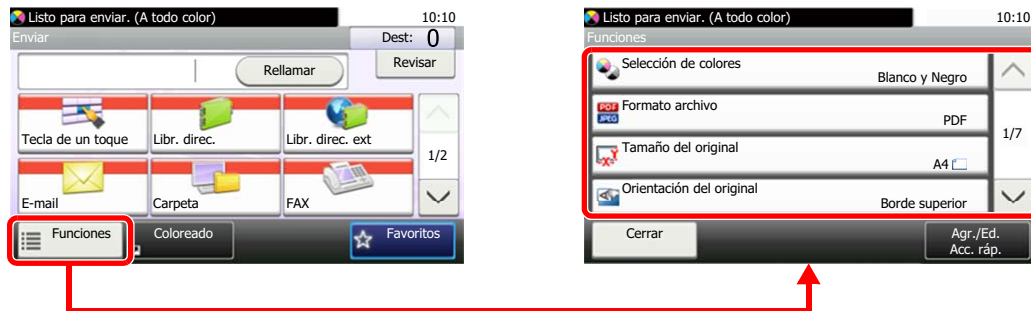 Listo para enviar. (A todo color) 10:10
Enviar Dest: 0
Rellamar Revisar
Tecla de un toque Libr. direc. Libr. direc. ext
1/2
E-mail Carpeta FAX
Funciones Coloreado Favoritos
Listo para enviar. (A todo color) 10:10
Funciones
Selección de colores
Blanco y Negro
PDF
JPEG
Formato archivo
PDF
1/7
Tamaño del original
A4
Orientación del original
Borde superior
Cerrar Agr./Ed.
Acc. ráp.